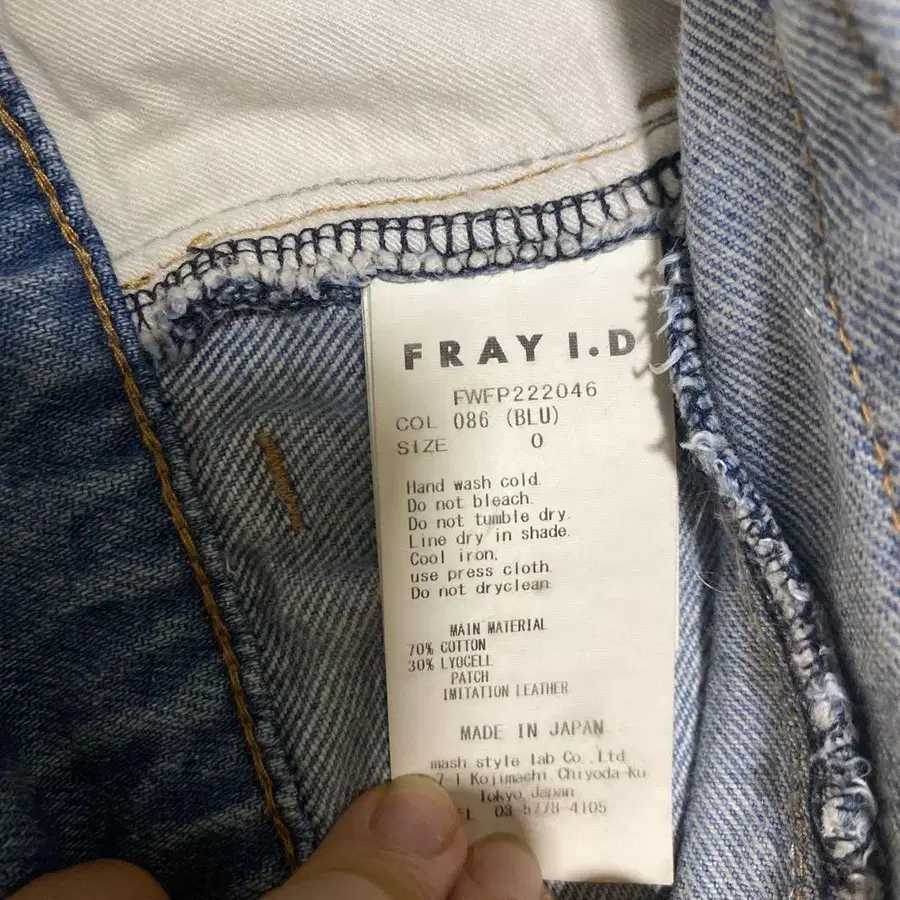 FRAY I.D
FWFP222046
COL 086 (BLU)
SIZE 0
Hand wash cold.
Do not bleach.
Do not tumble dry.
Line dry in shade.
Cool iron.
use press cloth.
Do not dryclean.
MAIN MATERIAL
70% COTTON
30% LYOCELL
PATCH
IMITATION LEATHER
MADE IN JAPAN
mash style lab Co.,Ltd
7-1 Kojimachi, Chiyoda-ku
Tokyo, Japan
03-5778-4105